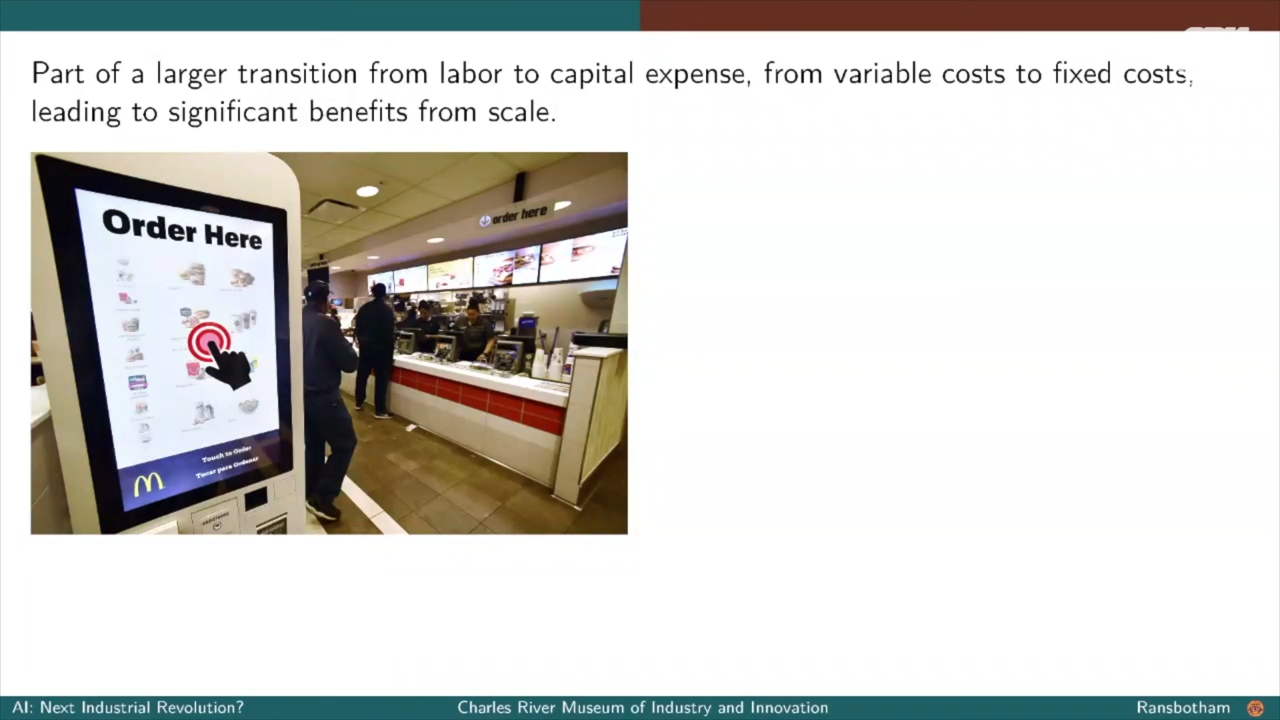 Part of a larger transition from labor to capital expense, from variable costs to fixed costs,
leading to significant benefits from scale.
Order Here
order here
Touch to Order
Tocar para Ordenar
AI: Next Industrial Revolution?
Charles River Museum of Industry and Innovation
Ransbotham